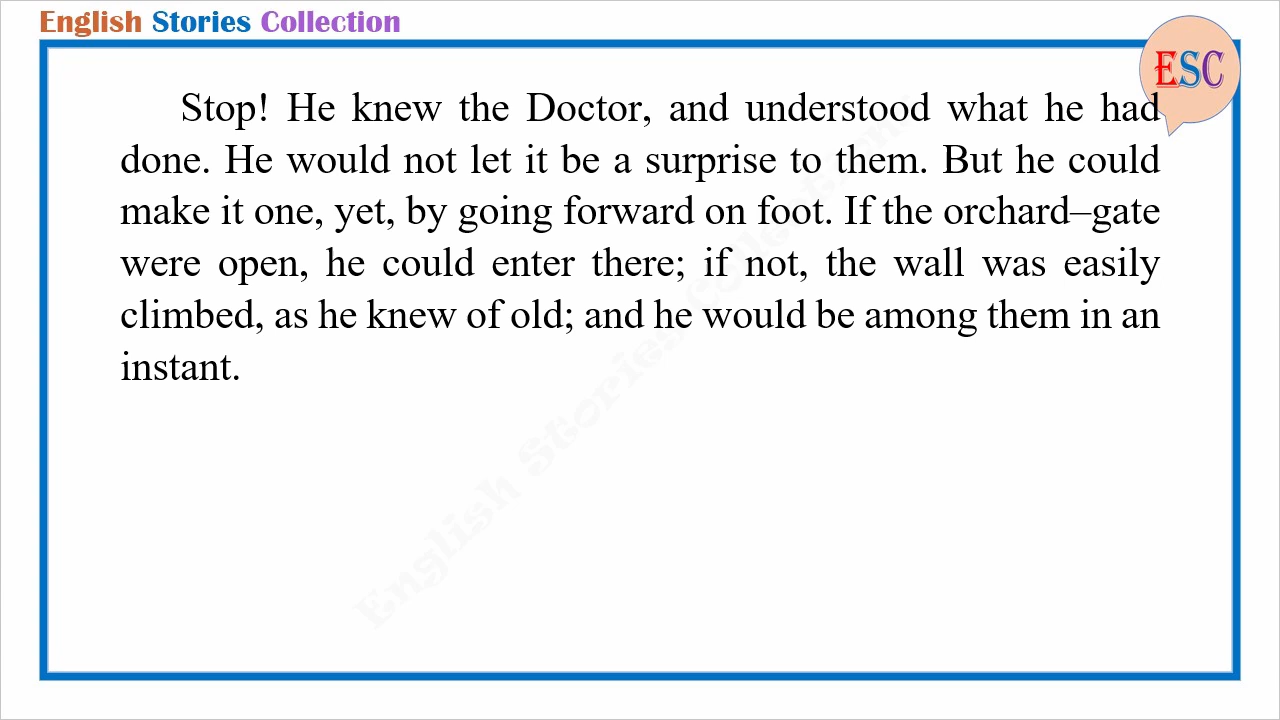 English Stories Collection
ESC
Stop! He knew the Doctor, and understood what he had
done. He would not let it be a surprise to them. But he could
make it one, yet, by going forward on foot. If the orchard–gate
were open, he could enter there; if not, the wall was easily
climbed, as he knew of old; and he would be among them in an
instant.
English Stories Collection